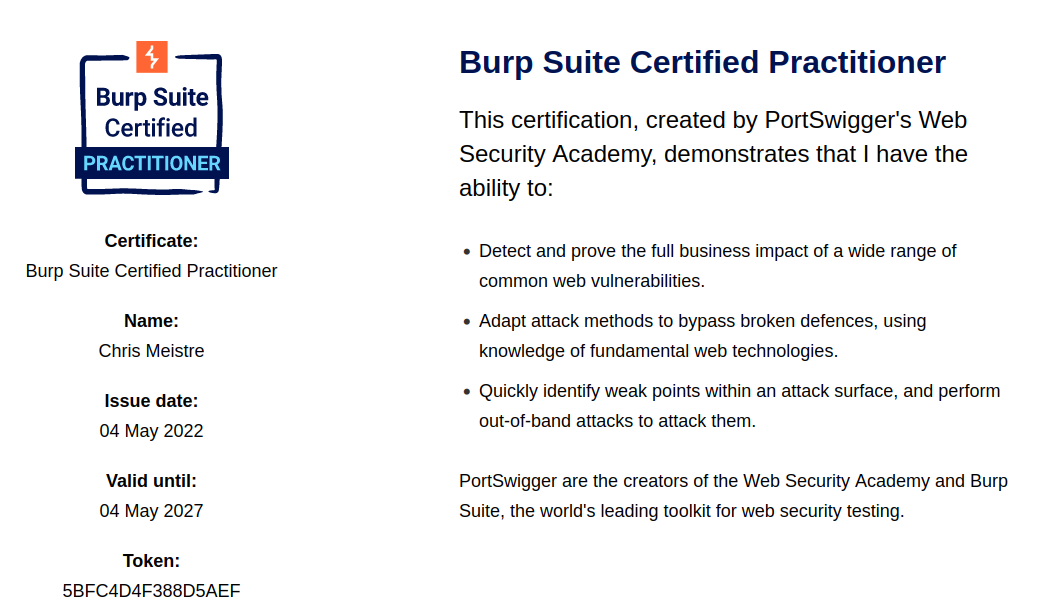 Burp Suite
Certified
PRACTITIONER
Certificate:
Burp Suite Certified Practitioner
Name:
Chris Meistre
Issue date:
04 May 2022
Valid until:
04 May 2027
Token:
5BFC4D4F388D5AEF
Burp Suite Certified Practitioner
This certification, created by PortSwigger's Web
Security Academy, demonstrates that I have the
ability to:
• Detect and prove the full business impact of a wide range of
common web vulnerabilities.
• Adapt attack methods to bypass broken defences, using
knowledge of fundamental web technologies.
• Quickly identify weak points within an attack surface, and perform
out-of-band attacks to attack them.
PortSwigger are the creators of the Web Security Academy and Burp
Suite, the world's leading toolkit for web security testing.